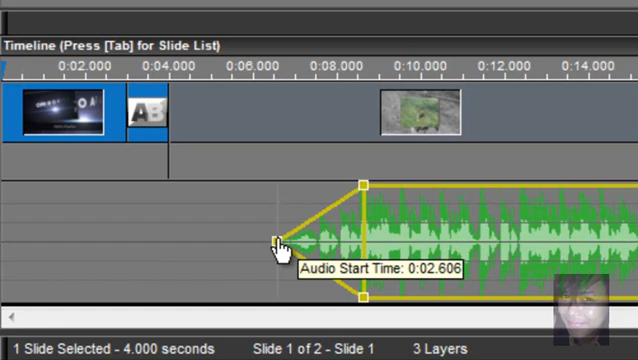 Timeline (Press [Tab] for Slide List)
0:02.000 0:04.000 0:06.000 0:08.000 0:10.000 0:12.000 0:14.000
AB
Audio Start Time: 0:02.606
1 Slide Selected - 4.000 seconds Slide 1 of 2 - Slide 1 3 Layers